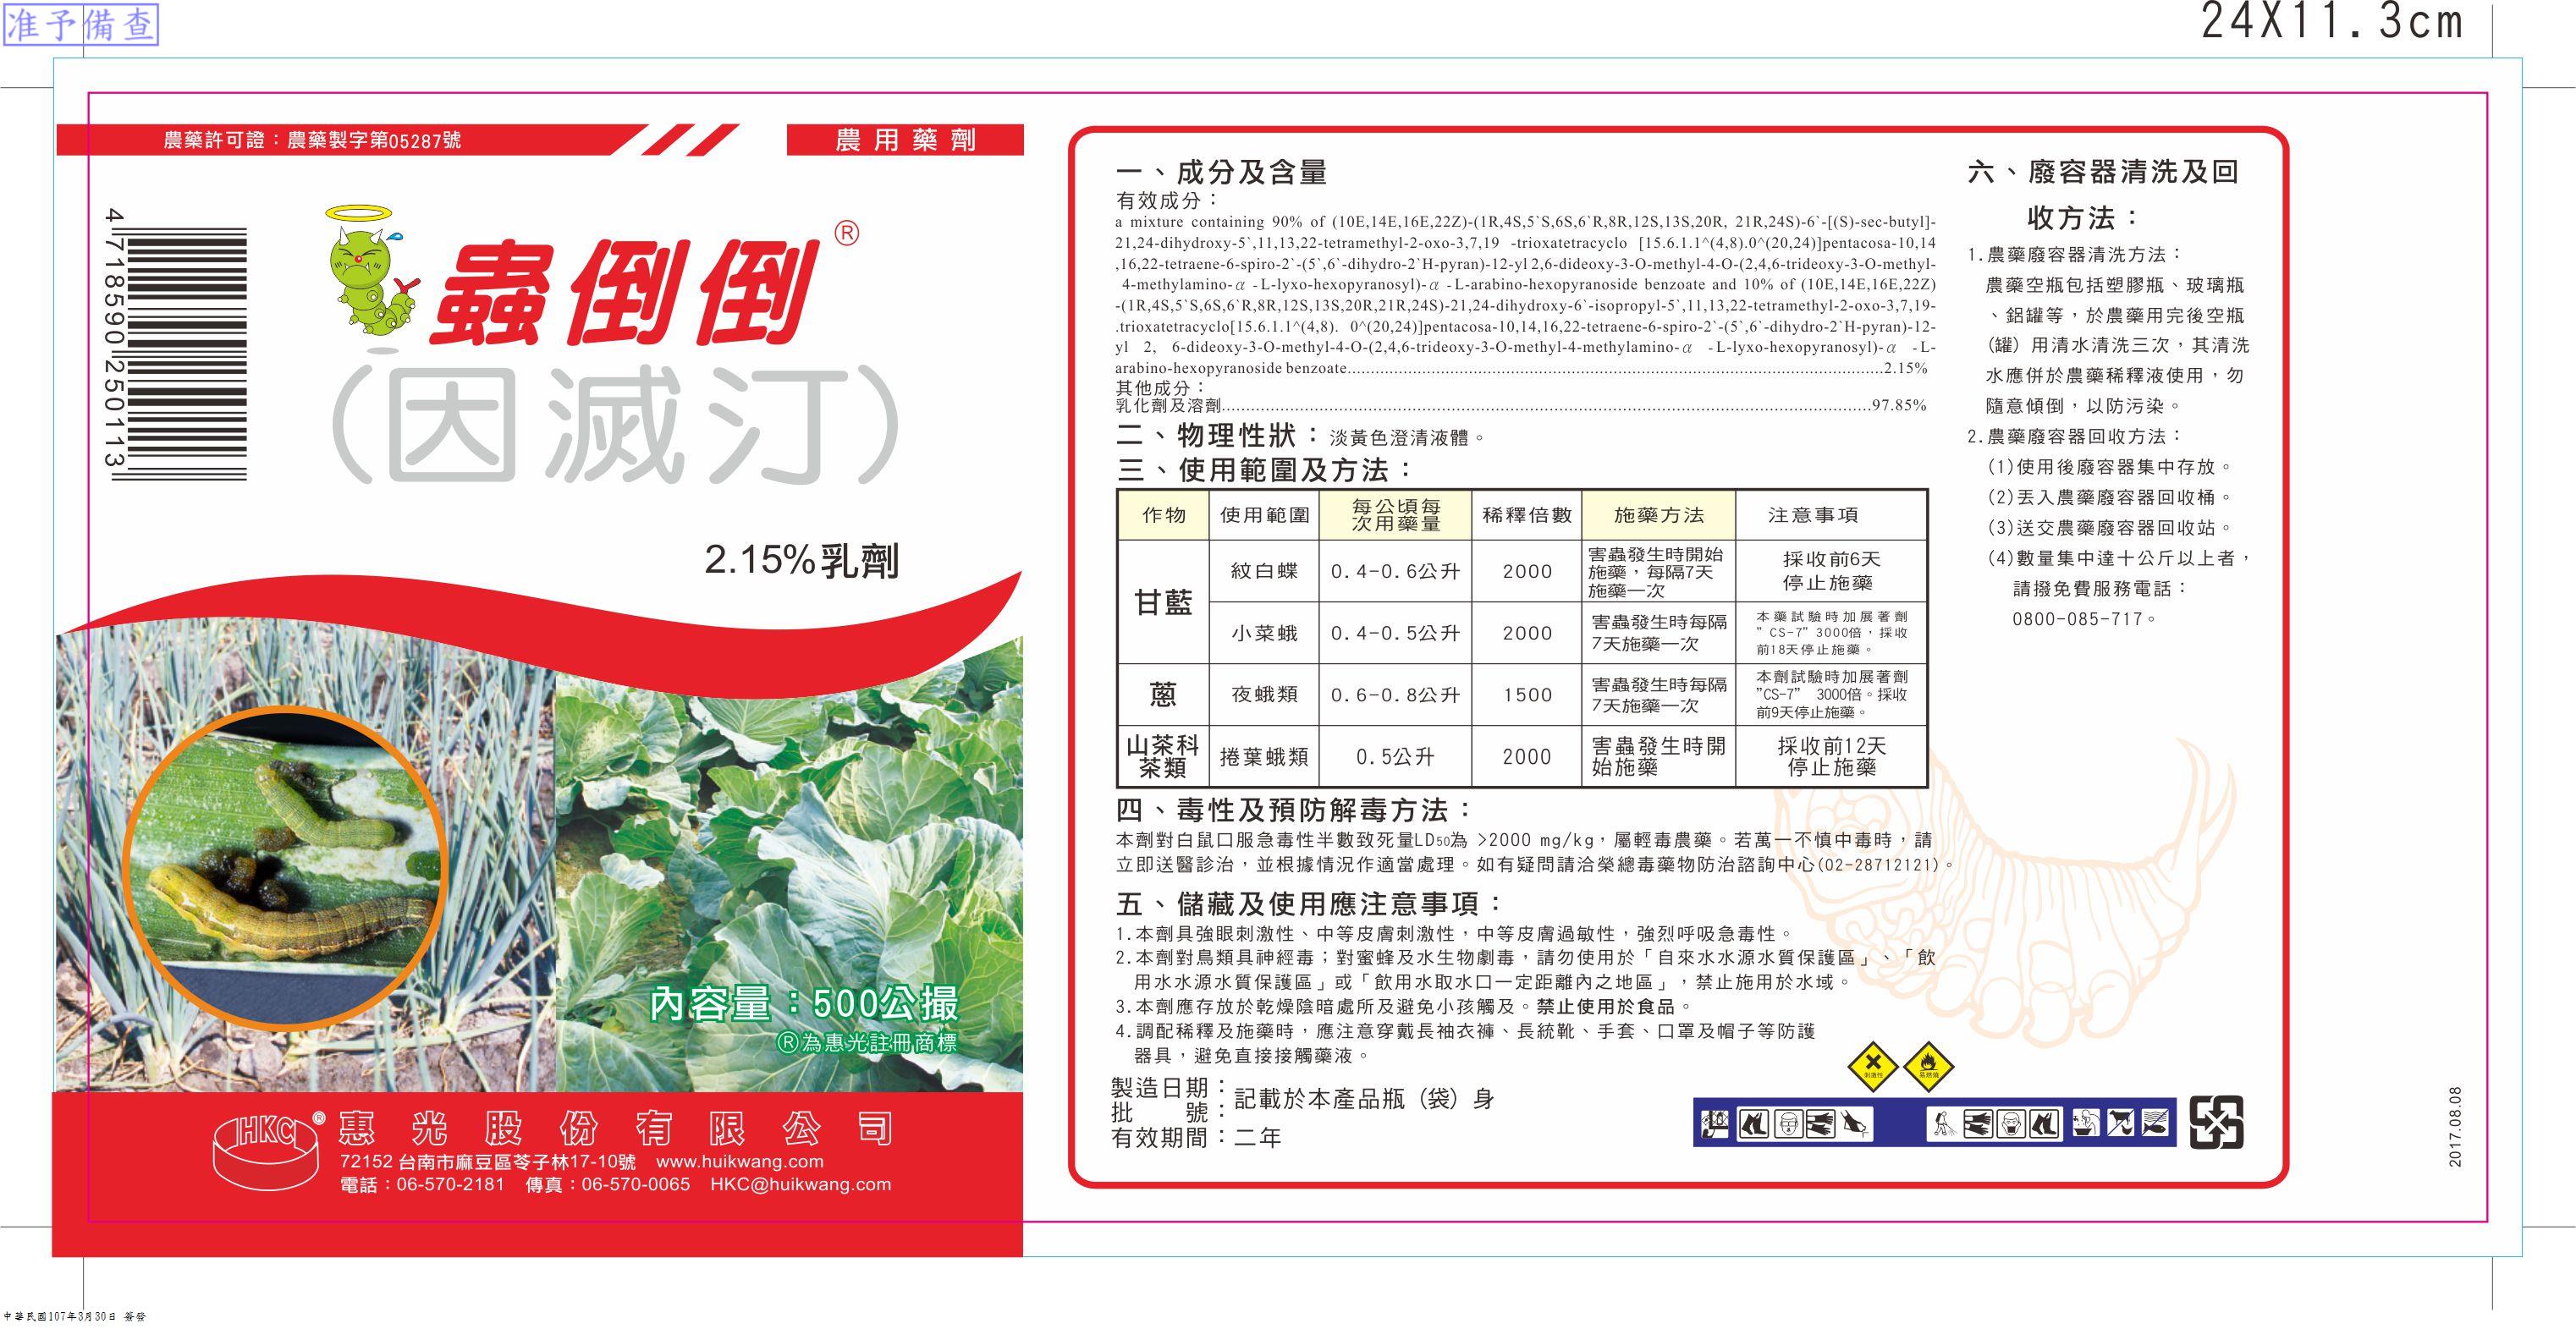 准予備查
24X11.3cm
農藥許可證：農藥製字第05287號
農用藥劑
4 718590 250113
蟲倒倒®
（因滅汀）
2.15%乳劑
內容量：500公撮
®為惠光註冊商標
HKC® 惠光股份有限公司
72152 台南市麻豆區苓子林17-10號 www.huikwang.com
電話：06-570-2181 傳真：06-570-0065 HKC@huikwang.com
一、成分及含量
有效成分：
a mixture containing 90% of (10E,14E,16E,22Z)-(1R,4S,5`S,6S,6`R,8R,12S,13S,20R, 21R,24S)-6`-[(S)-sec-butyl]-
21,24-dihydroxy-5`,11,13,22-tetramethyl-2-oxo-3,7,19 -trioxatetracyclo [15.6.1.1^(4,8).0^(20,24)]pentacosa-10,14
,16,22-tetraene-6-spiro-2`-(5`,6`-dihydro-2`H-pyran)-12-yl 2,6-dideoxy-3-O-methyl-4-O-(2,4,6-trideoxy-3-O-methyl-
4-methylamino-α -L-lyxo-hexopyranosyl)-α -L-arabino-hexopyranoside benzoate and 10% of (10E,14E,16E,22Z)
-(1R,4S,5`S,6S,6`R,8R,12S,13S,20R,21R,24S)-21,24-dihydroxy-6`-isopropyl-5`,11,13,22-tetramethyl-2-oxo-3,7,19-
.trioxatetracyclo[15.6.1.1^(4,8). 0^(20,24)]pentacosa-10,14,16,22-tetraene-6-spiro-2`-(5`,6`-dihydro-2`H-pyran)-12-
yl 2, 6-dideoxy-3-O-methyl-4-O-(2,4,6-trideoxy-3-O-methyl-4-methylamino-α -L-lyxo-hexopyranosyl)-α -L-
arabino-hexopyranoside benzoate..........2.15%
其他成分：
乳化劑及溶劑..........97.85%
二、物理性狀：淡黃色澄清液體。
三、使用範圍及方法：
作物 使用範圍 每公頃每次用藥量 稀釋倍數 施藥方法 注意事項
甘藍 紋白蝶 0.4-0.6公升 2000 害蟲發生時開始施藥，每隔7天施藥一次 採收前6天停止施藥
小菜蛾 0.4-0.5公升 2000 害蟲發生時每隔7天施藥一次 本藥試驗時加展著劑"CS-7"3000倍，採收前18天停止施藥。
蔥 夜蛾類 0.6-0.8公升 1500 害蟲發生時每隔7天施藥一次 本劑試驗時加展著劑"CS-7" 3000倍。採收前9天停止施藥。
山茶科茶類 捲葉蛾類 0.5公升 2000 害蟲發生時開始施藥 採收前12天停止施藥
四、毒性及預防解毒方法：
本劑對白鼠口服急毒性半數致死量LD50為 >2000 mg/kg，屬輕毒農藥。若萬一不慎中毒時，請
立即送醫診治，並根據情況作適當處理。如有疑問請洽榮總毒藥物防治諮詢中心(02-28712121)。
五、儲藏及使用應注意事項：
1.本劑具強眼刺激性、中等皮膚刺激性，中等皮膚過敏性，強烈呼吸急毒性。
2.本劑對鳥類具神經毒；對蜜蜂及水生物劇毒，請勿使用於「自來水水源水質保護區」、「飲
用水水源水質保護區」或「飲用水取水口一定距離內之地區」，禁止施用於水域。
3.本劑應存放於乾燥陰暗處所及避免小孩觸及。禁止使用於食品。
4.調配稀釋及施藥時，應注意穿戴長袖衣褲、長統靴、手套、口罩及帽子等防護
器具，避免直接接觸藥液。
製造日期：
批　　號：
記載於本產品瓶（袋）身
有效期間：二年
刺激性
易燃燒
六、廢容器清洗及回
收方法：
1.農藥廢容器清洗方法：
農藥空瓶包括塑膠瓶、玻璃瓶
、鋁罐等，於農藥用完後空瓶
（罐）用清水清洗三次，其清洗
水應併於農藥稀釋液使用，勿
隨意傾倒，以防污染。
2.農藥廢容器回收方法：
(1)使用後廢容器集中存放。
(2)丟入農藥廢容器回收桶。
(3)送交農藥廢容器回收站。
(4)數量集中達十公斤以上者，
請撥免費服務電話：
0800-085-717。
2017.08.08
中華民國107年3月30日 簽發